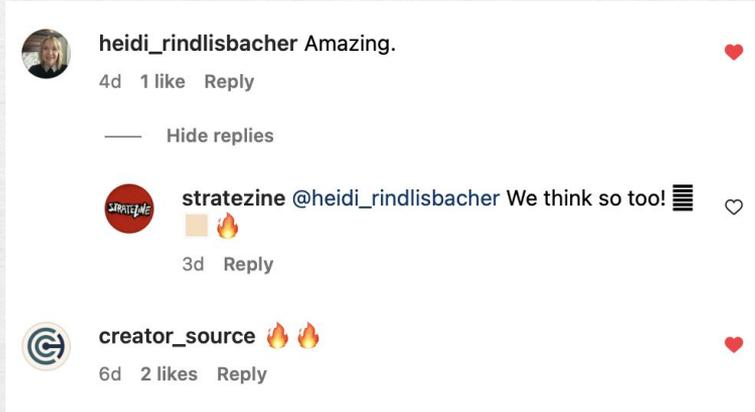 heidi_rindlisbacher Amazing.
4d 1 like Reply
Hide replies
STRATEZINE
stratezine @heidi_rindlisbacher We think so too!
🔥
3d Reply
creator_source 🔥🔥
6d 2 likes Reply